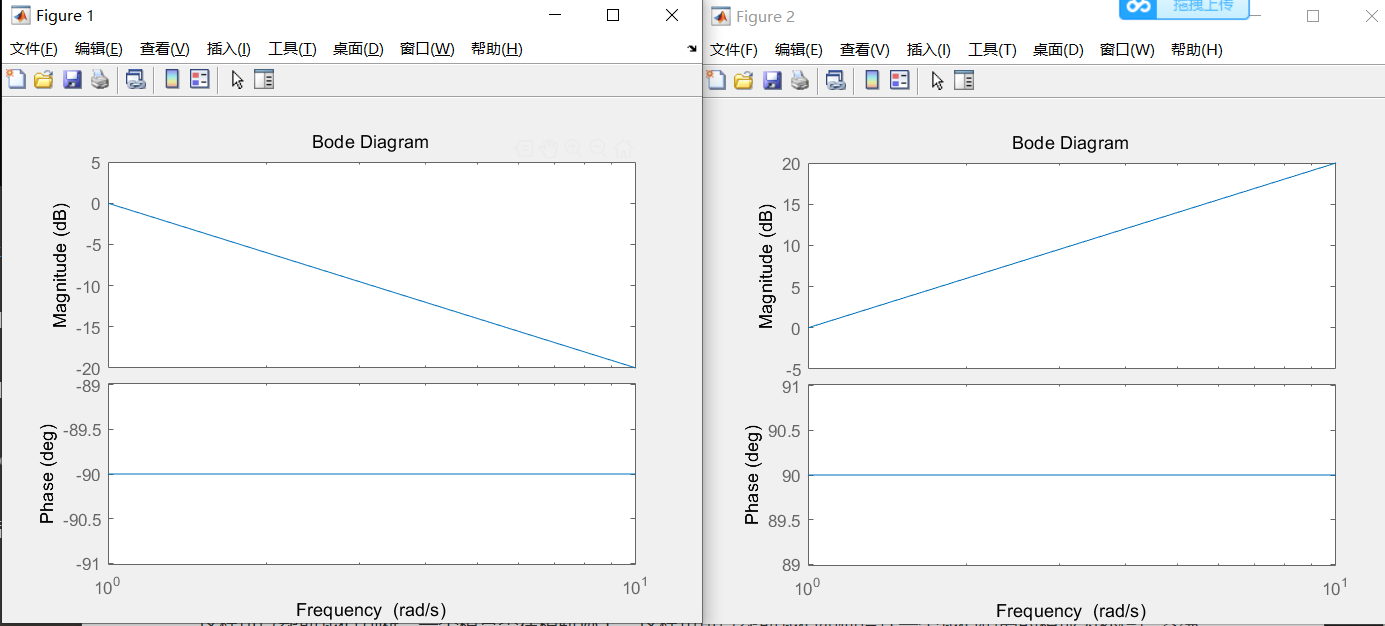 Figure 1
文件(F) 编辑(E) 查看(V) 插入(I) 工具(T) 桌面(D) 窗口(W) 帮助(H)
Bode Diagram
Magnitude (dB)
5
0
-5
-10
-15
-20
Phase (deg)
-89
-89.5
-90
-90.5
-91
10^0
10^1
Frequency (rad/s)
Figure 2
拖拽上传
文件(F) 编辑(E) 查看(V) 插入(I) 工具(T) 桌面(D) 窗口(W) 帮助(H)
Bode Diagram
Magnitude (dB)
20
15
10
5
0
-5
Phase (deg)
91
90.5
90
89.5
89
10^0
10^1
Frequency (rad/s)